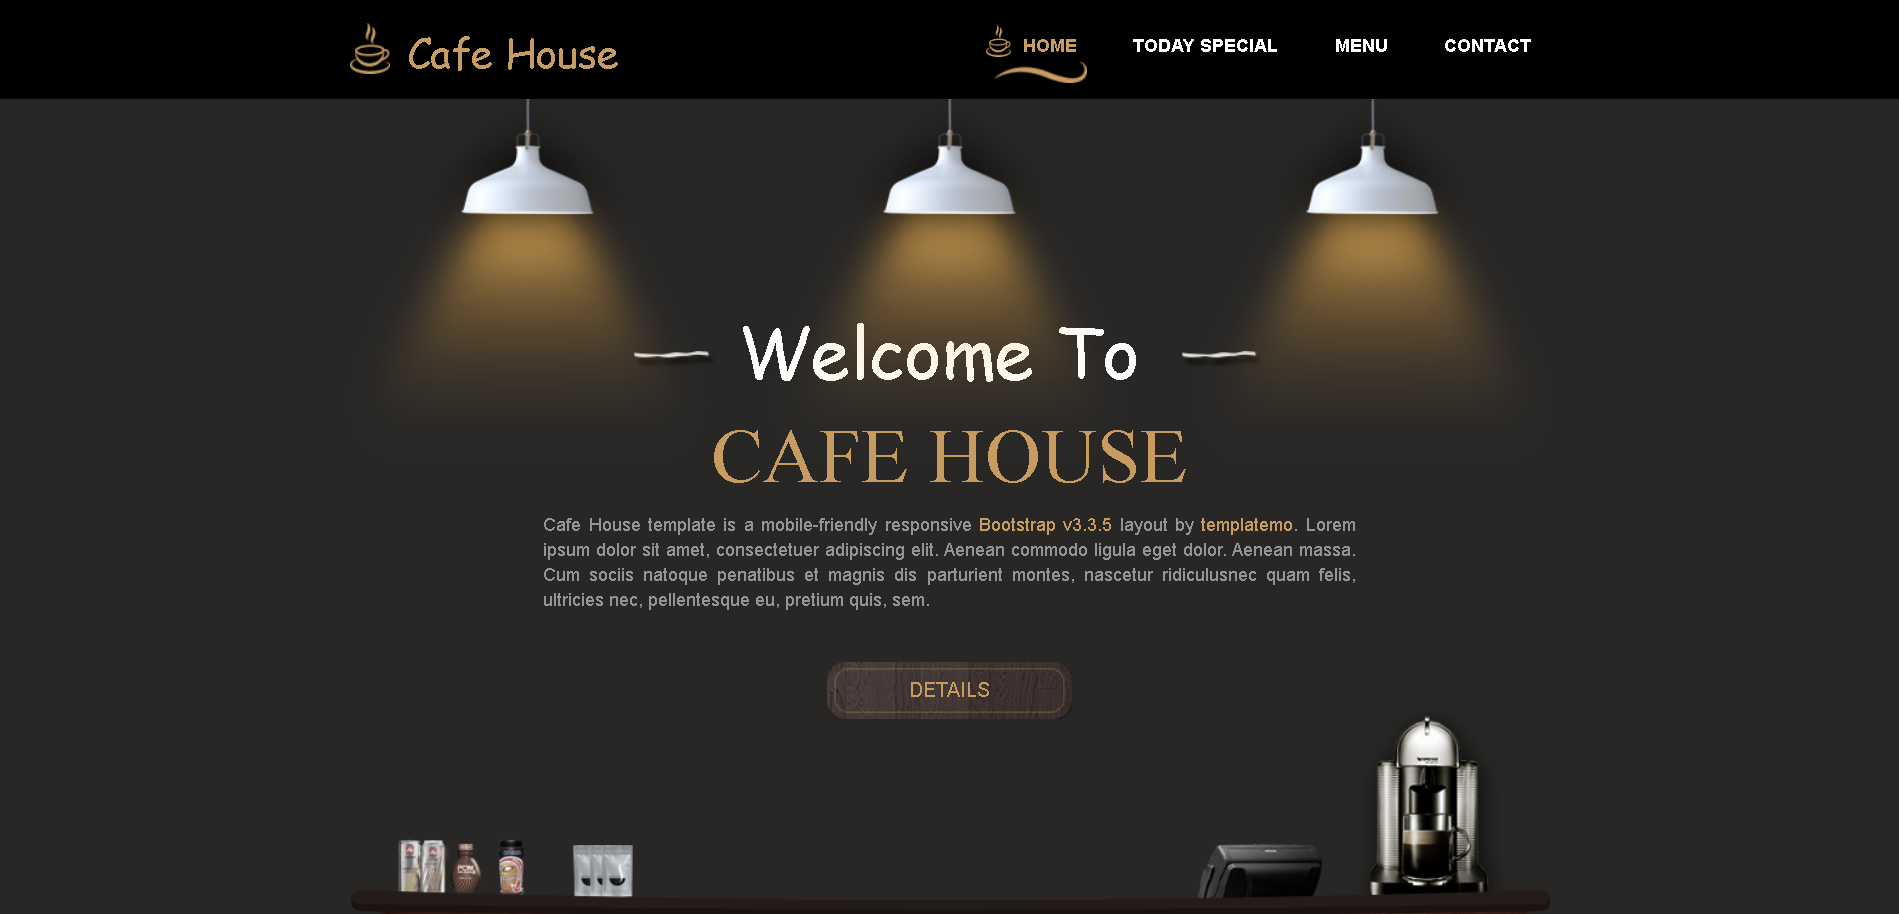 Cafe House
HOME
TODAY SPECIAL
MENU
CONTACT
Welcome To
CAFE HOUSE
Cafe House template is a mobile-friendly responsive Bootstrap v3.3.5 layout by templatemo. Lorem
ipsum dolor sit amet, consectetuer adipiscing elit. Aenean commodo ligula eget dolor. Aenean massa.
Cum sociis natoque penatibus et magnis dis parturient montes, nascetur ridiculusnec quam felis,
ultricies nec, pellentesque eu, pretium quis, sem.
DETAILS